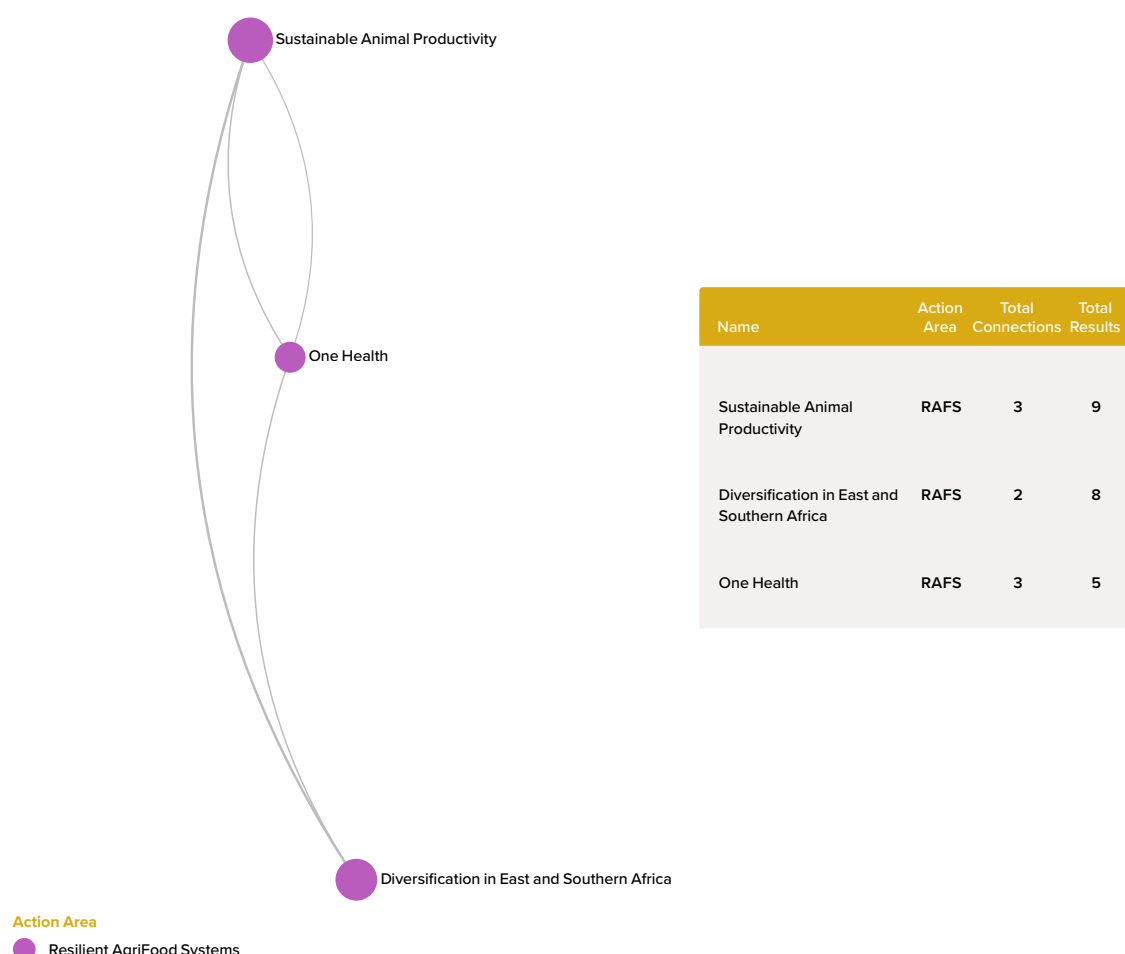 Sustainable Animal Productivity
One Health
Diversification in East and Southern Africa
Name
Action Area
Total Connections
Total Results
Sustainable Animal
Productivity
RAFS
3
9
Diversification in East and
Southern Africa
RAFS
2
8
One Health
RAFS
3
5
Action Area
Resilient AgriFood Systems